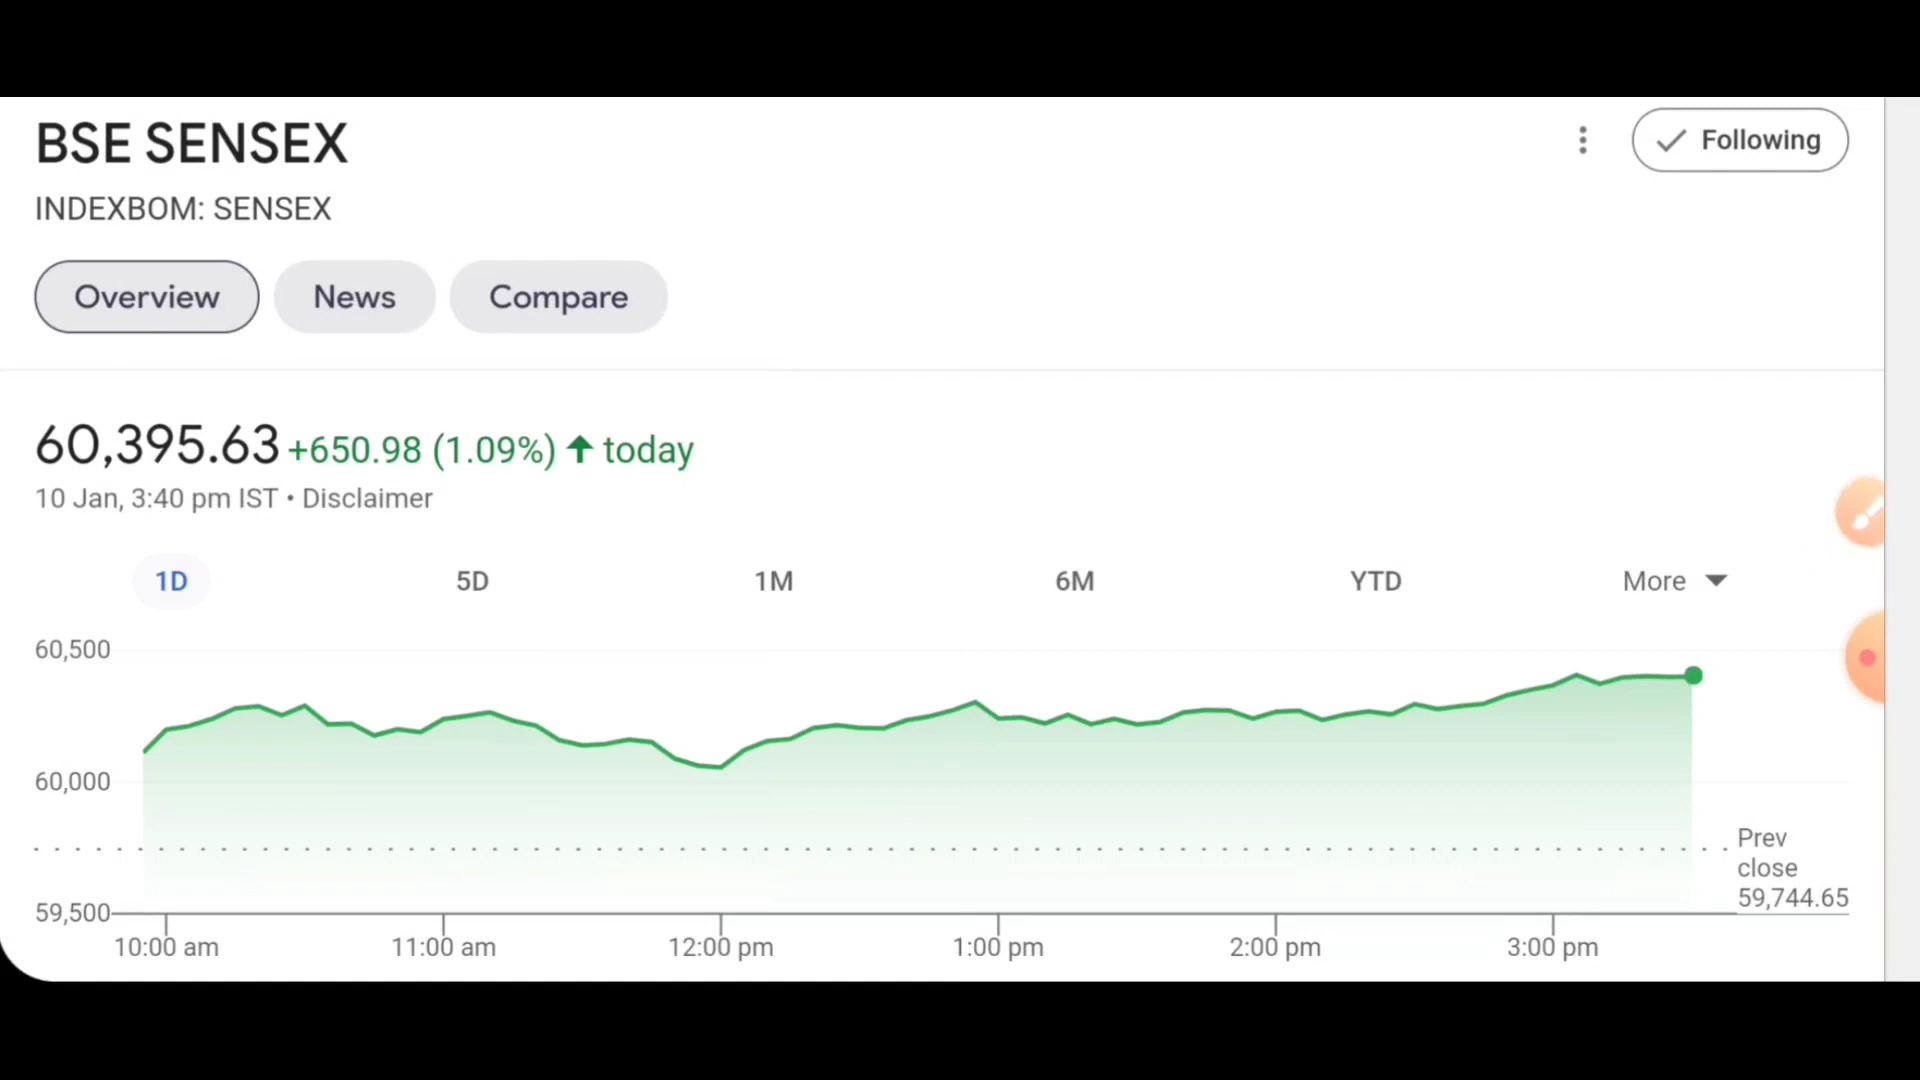 BSE SENSEX
Following
INDEXBOM: SENSEX
Overview News Compare
60,395.63 +650.98 (1.09%) today
10 Jan, 3:40 pm IST • Disclaimer
1D 5D 1M 6M YTD More
60,500
60,000
59,500
Prev
close
59,744.65
10:00 am 11:00 am 12:00 pm 1:00 pm 2:00 pm 3:00 pm